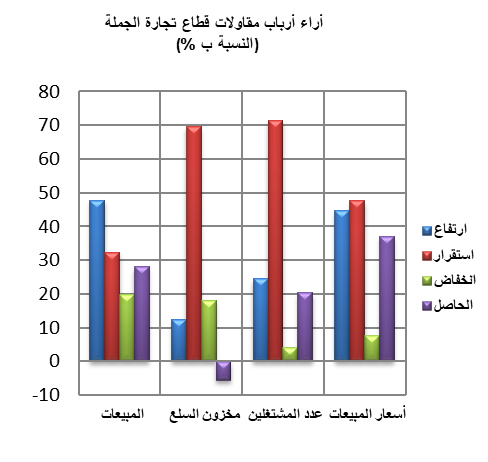 أراء أرباب مقاولات قطاع تجارة الجملة
(النسبة ب %)
80
70
60
50
40
30
20
10
0
-10
ارتفاع
استقرار
انخفاض
الحاصل
المبيعات
مخزون السلع
عدد المشتغلين
أسعار المبيعات